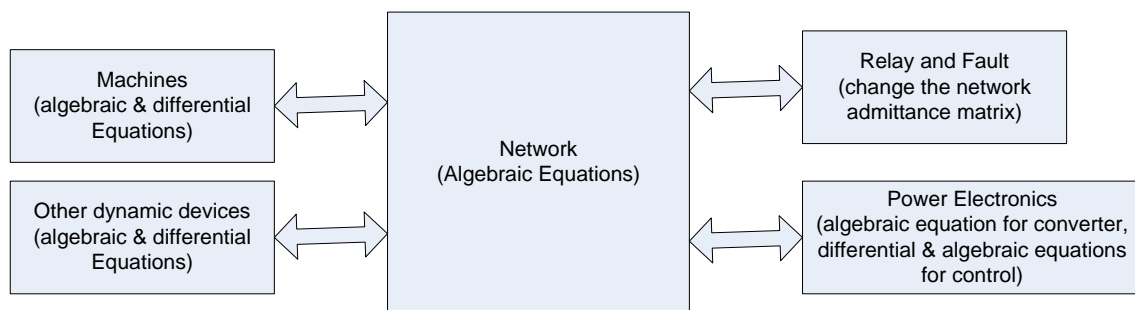 Machines
(algebraic & differential
Equations)
Other dynamic devices
(algebraic & differential
Equations)
Network
(Algebraic Equations)
Relay and Fault
(change the network
admittance matrix)
Power Electronics
(algebraic equation for converter,
differential & algebraic equations
for control)